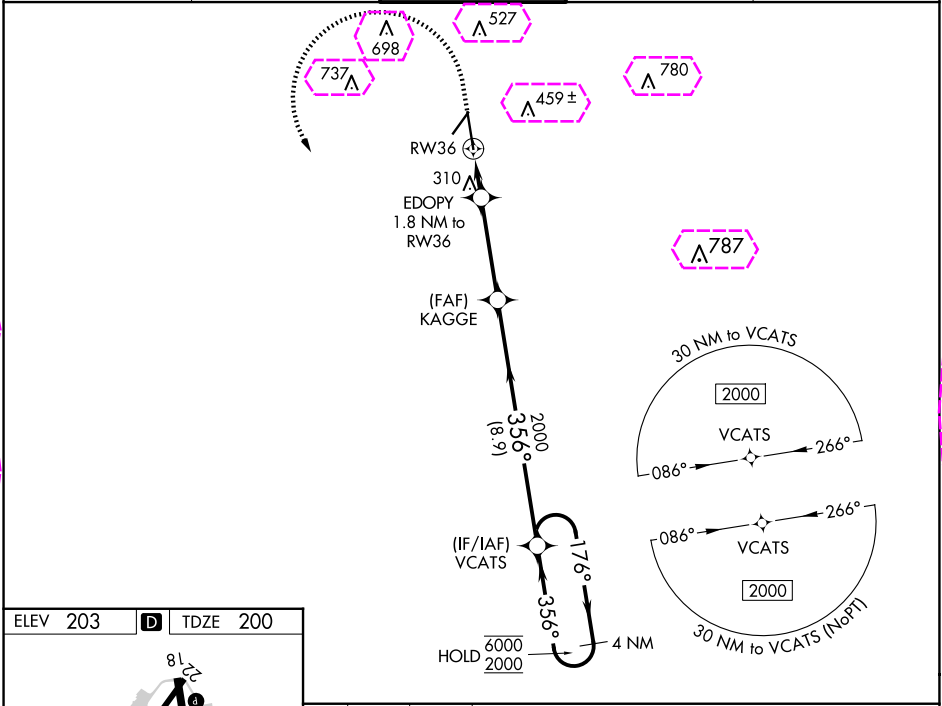 527
698
737
780
459 ±
RW36
310
EDOPY
1.8 NM to
RW36
787
(FAF)
KAGGE
30 NM to VCATS
2000
VCATS
086°
266°
2000
356°
(8.9)
086°
266°
VCATS
2000
30 NM to VCATS (NoPT)
(IF/IAF)
VCATS
176°
356°
HOLD
6000
2000
4 NM
ELEV 203
D
TDZE 200
22
18
P